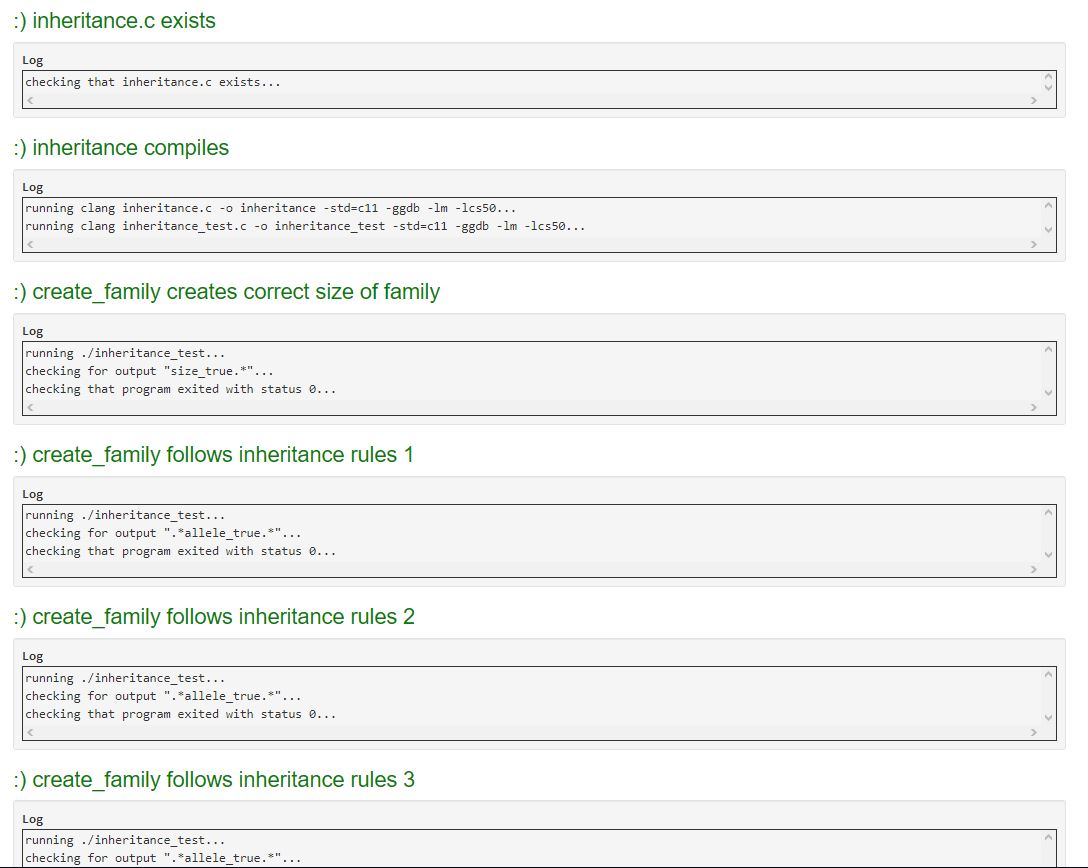 :) inheritance.c exists
Log
checking that inheritance.c exists...
:) inheritance compiles
Log
running clang inheritance.c -o inheritance -std=c11 -ggdb -lm -lcs50...
running clang inheritance_test.c -o inheritance_test -std=c11 -ggdb -lm -lcs50...
:) create_family creates correct size of family
Log
running ./inheritance_test...
checking for output "size_true.*"...
checking that program exited with status 0...
:) create_family follows inheritance rules 1
Log
running ./inheritance_test...
checking for output ".*allele_true.*"...
checking that program exited with status 0...
:) create_family follows inheritance rules 2
Log
running ./inheritance_test...
checking for output ".*allele_true.*"...
checking that program exited with status 0...
:) create_family follows inheritance rules 3
Log
running ./inheritance_test...
checking for output ".*allele_true.*"...